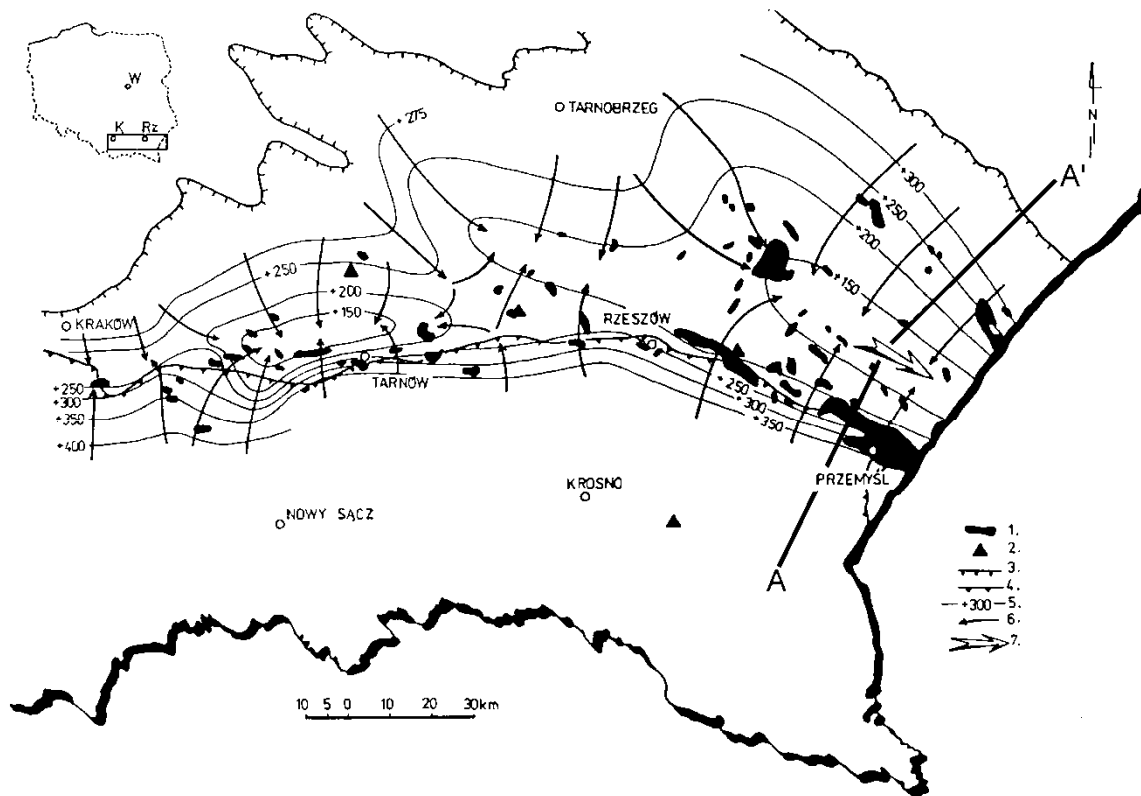 W
K Rz
TARNOBRZEG
N
+275
+300
A'
+250
+200
+250
+200
+150
+150
KRAKÓW
RZESZÓW
TARNÓW
+250
+300
+350
+400
+250
+300
+350
PRZEMYŚL
KROSNO
NOWY SĄCZ
A
1.
2.
3.
4.
+300 5.
6.
7.
10 5 0 10 20 30km